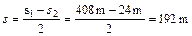 s = (s₁ − s₂)/2 = (408 m − 24 m)/2 = 192 m